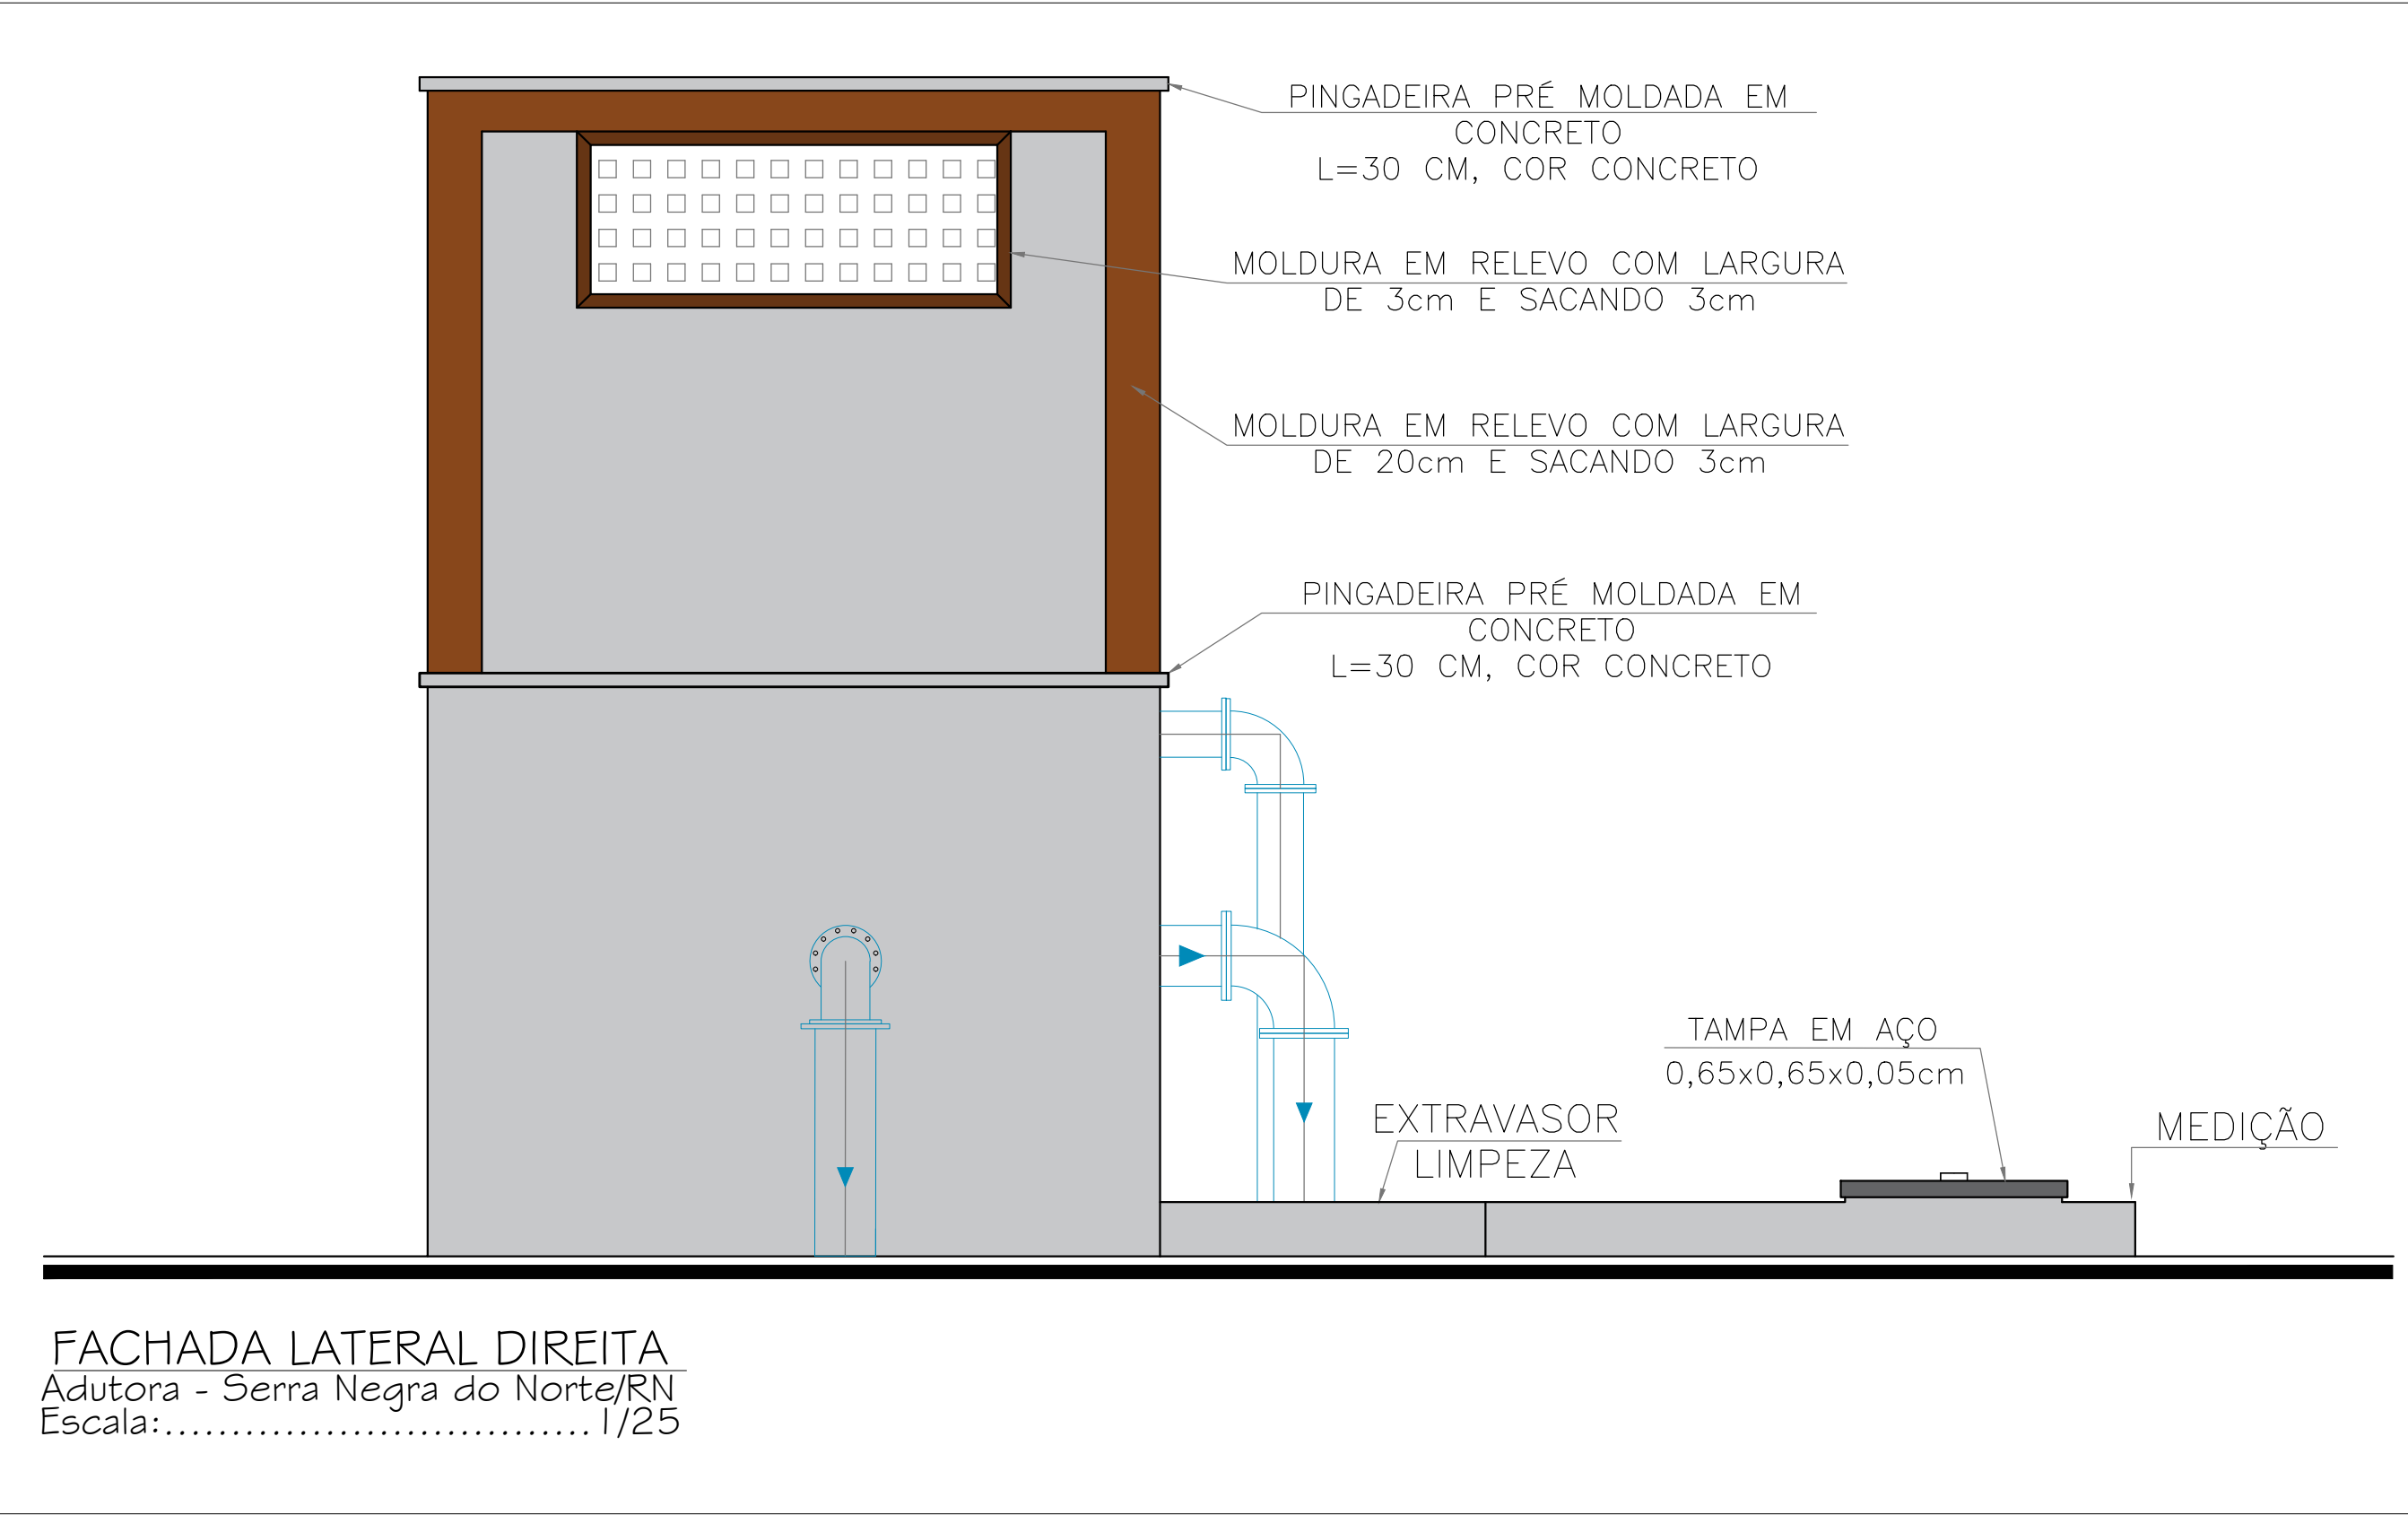 PINGADEIRA PRÉ MOLDADA EM
CONCRETO
L=30 CM, COR CONCRETO
MOLDURA EM RELEVO COM LARGURA
DE 3cm E SACANDO 3cm
MOLDURA EM RELEVO COM LARGURA
DE 20cm E SACANDO 3cm
PINGADEIRA PRÉ MOLDADA EM
CONCRETO
L=30 CM, COR CONCRETO
TAMPA EM AÇO
0,65x0,65x0,05cm
EXTRAVASOR
LIMPEZA
MEDIÇÃO
FACHADA LATERAL DIREITA
Adutora - Serra Negra do Norte/RN
Escala:................................1/25